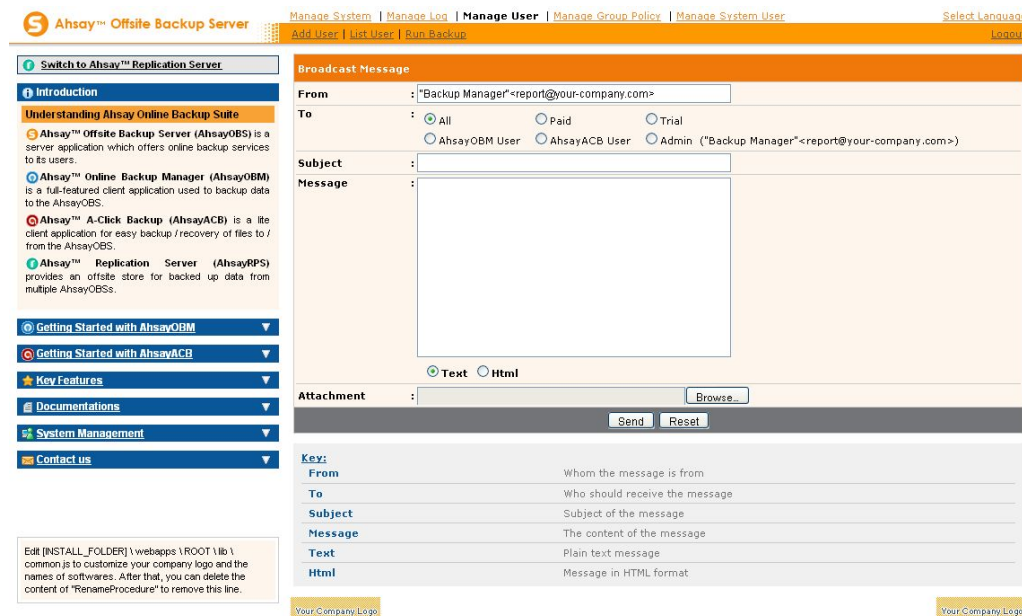 Ahsay™ Offsite Backup Server
Manage System | Manage Log | Manage User | Manage Group Policy | Manage System User
Select Language
Add User | List User | Run Backup
Logout
Switch to Ahsay™ Replication Server
Introduction
Understanding Ahsay Online Backup Suite
Ahsay™ Offsite Backup Server (AhsayOBS) is a
server application which offers online backup services
to its users.
Ahsay™ Online Backup Manager (AhsayOBM)
is a full-featured client application used to backup data
to the AhsayOBS.
Ahsay™ A-Click Backup (AhsayACB) is a lite
client application for easy backup / recovery of files to /
from the AhsayOBS.
Ahsay™ Replication Server (AhsayRPS)
provides an offsite store for backed up data from
multiple AhsayOBSs.
Getting Started with AhsayOBM
Getting Started with AhsayACB
Key Features
Documentations
System Management
Contact us
Edit [INSTALL_FOLDER] \ webapps \ ROOT \ lib \
common.js to customize your company logo and the
names of softwares. After that, you can delete the
content of "RenameProcedure" to remove this line.
Broadcast Message
From : "Backup Manager"<report@your-company.com>
To : All Paid Trial
AhsayOBM User AhsayACB User Admin ("Backup Manager"<report@your-company.com>)
Subject :
Message :
Text Html
Attachment : Browse...
Send Reset
Key:
From Whom the message is from
To Who should receive the message
Subject Subject of the message
Message The content of the message
Text Plain text message
Html Message in HTML format
Your Company Logo
Your Company Logo